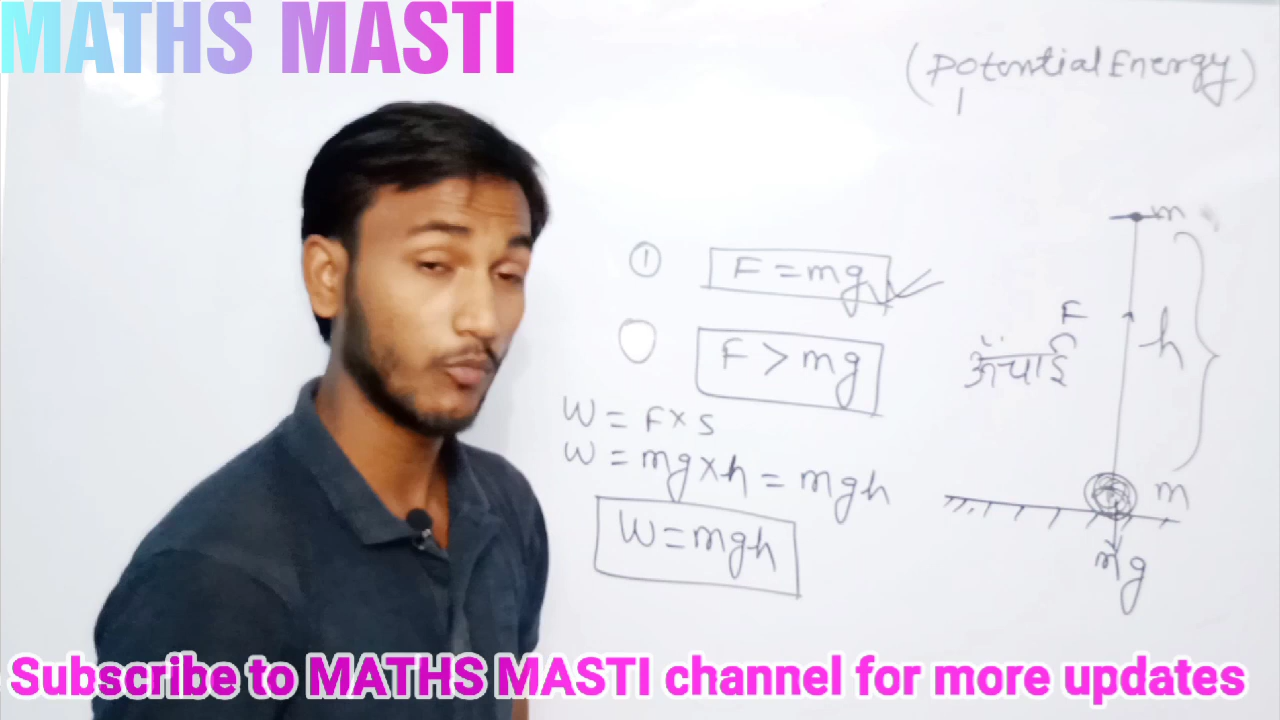 MATHS MASTI
(Potential Energy)
m
① F = mg
F
h
ऊँचाई
F > mg
W = F × s
W = mg × h = mgh
m
W = mgh
mg
Subscribe to MATHS MASTI channel for more updates